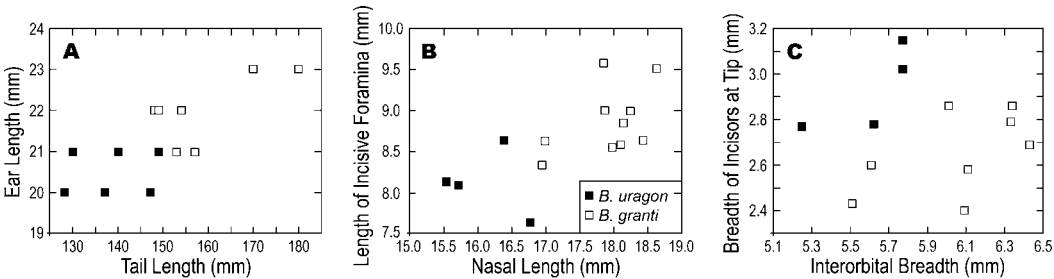 A
Ear Length (mm)
24
23
22
21
20
19
130 140 150 160 170 180
Tail Length (mm)
B
Length of Incisive Foramina (mm)
10.0
9.5
9.0
8.5
8.0
7.5
15.0 15.5 16.0 16.5 17.0 17.5 18.0 18.5 19.0
Nasal Length (mm)
B. uragon
B. granti
C
Breadth of Incisors at Tip (mm)
3.2
3.0
2.8
2.6
2.4
5.1 5.3 5.5 5.7 5.9 6.1 6.3 6.5
Interorbital Breadth (mm)